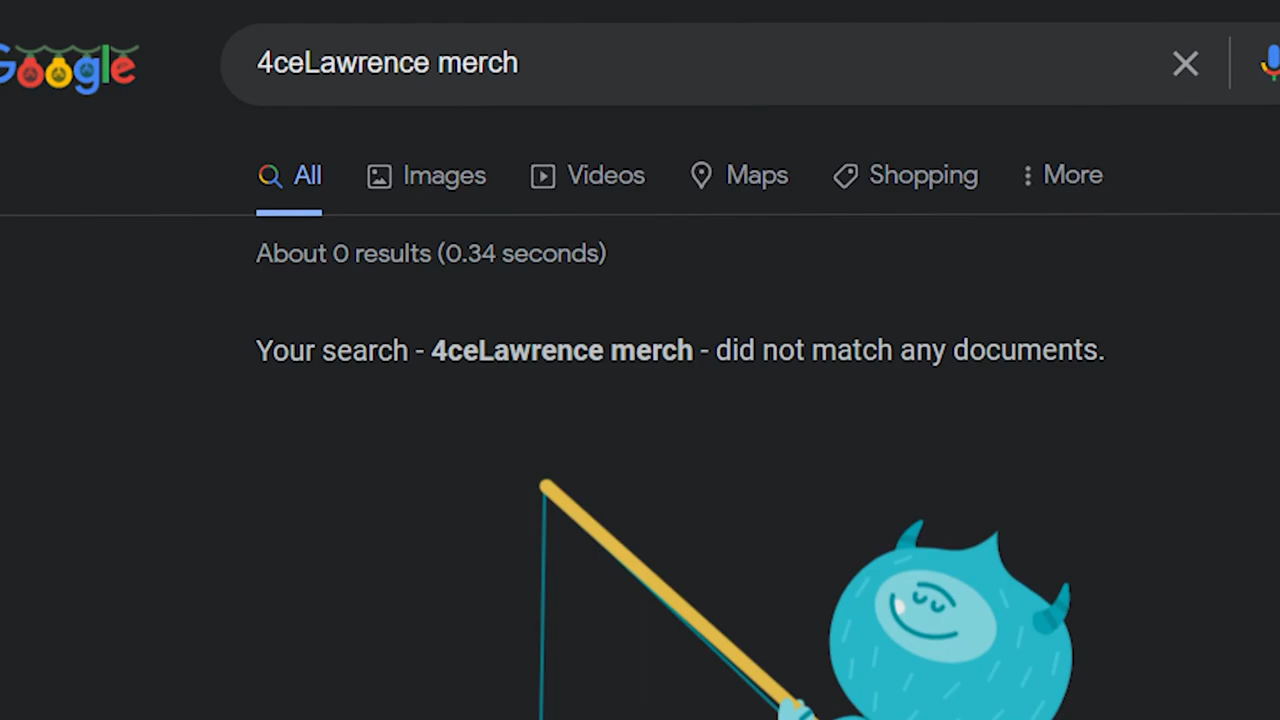 Google
4ceLawrence merch
All Images Videos Maps Shopping More
About 0 results (0.34 seconds)
Your search - 4ceLawrence merch - did not match any documents.